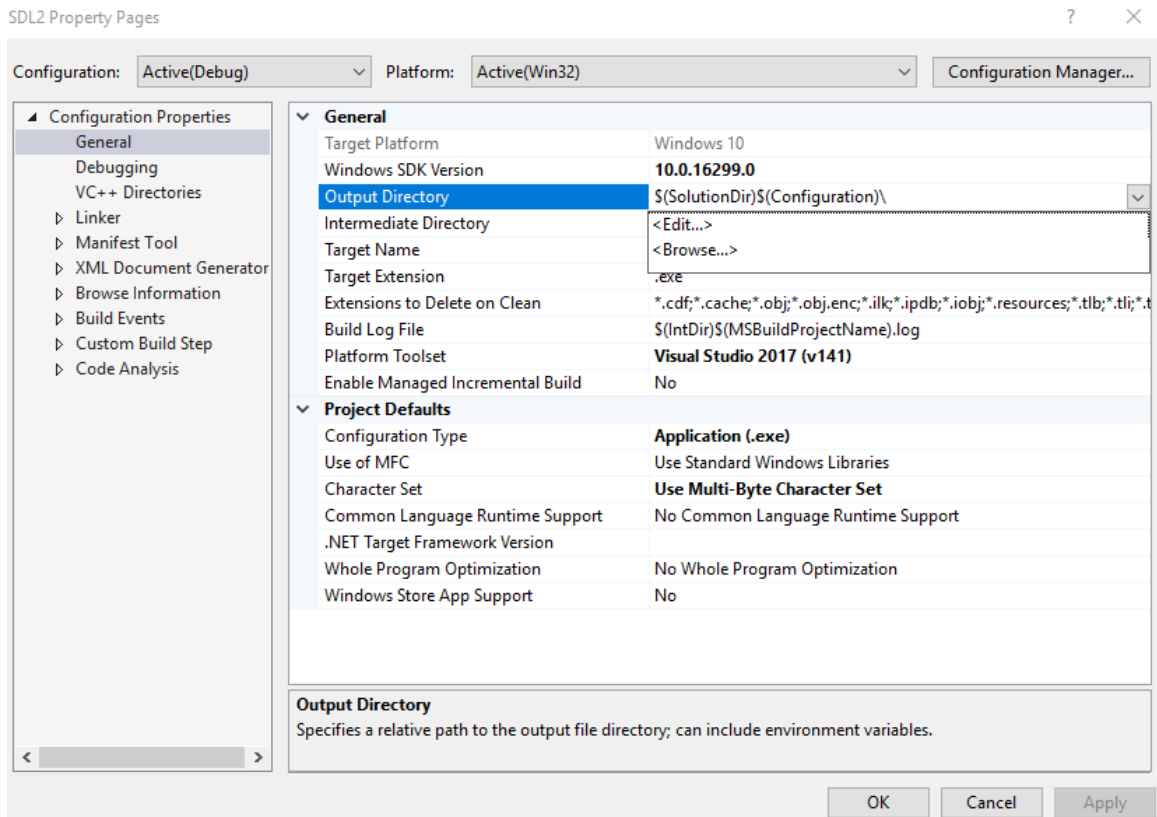 SDL2 Property Pages
? ×
Configuration: Active(Debug) Platform: Active(Win32) Configuration Manager...
Configuration Properties
General
Debugging
VC++ Directories
Linker
Manifest Tool
XML Document Generator
Browse Information
Build Events
Custom Build Step
Code Analysis
General
Target Platform Windows 10
Windows SDK Version 10.0.16299.0
Output Directory $(SolutionDir)$(Configuration)\
Intermediate Directory <Edit...>
Target Name <Browse...>
Target Extension .exe
Extensions to Delete on Clean *.cdf;*.cache;*.obj;*.obj.enc;*.ilk;*.ipdb;*.iobj;*.resources;*.tlb;*.tli;*.t
Build Log File $(IntDir)$(MSBuildProjectName).log
Platform Toolset Visual Studio 2017 (v141)
Enable Managed Incremental Build No
Project Defaults
Configuration Type Application (.exe)
Use of MFC Use Standard Windows Libraries
Character Set Use Multi-Byte Character Set
Common Language Runtime Support No Common Language Runtime Support
.NET Target Framework Version
Whole Program Optimization No Whole Program Optimization
Windows Store App Support No
Output Directory
Specifies a relative path to the output file directory; can include environment variables.
OK Cancel Apply